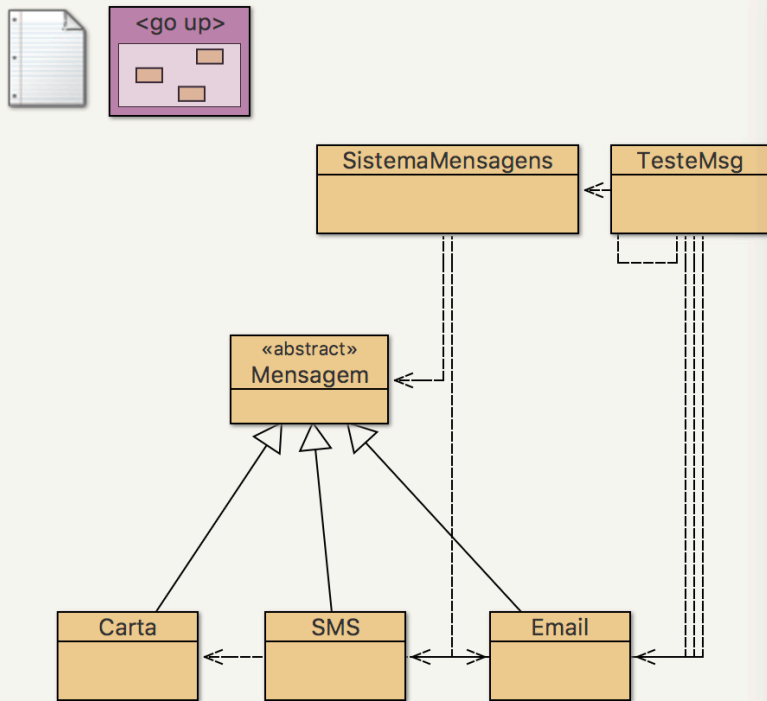 <go up>
SistemaMensagens
TesteMsg
«abstract»
Mensagem
Carta
SMS
Email